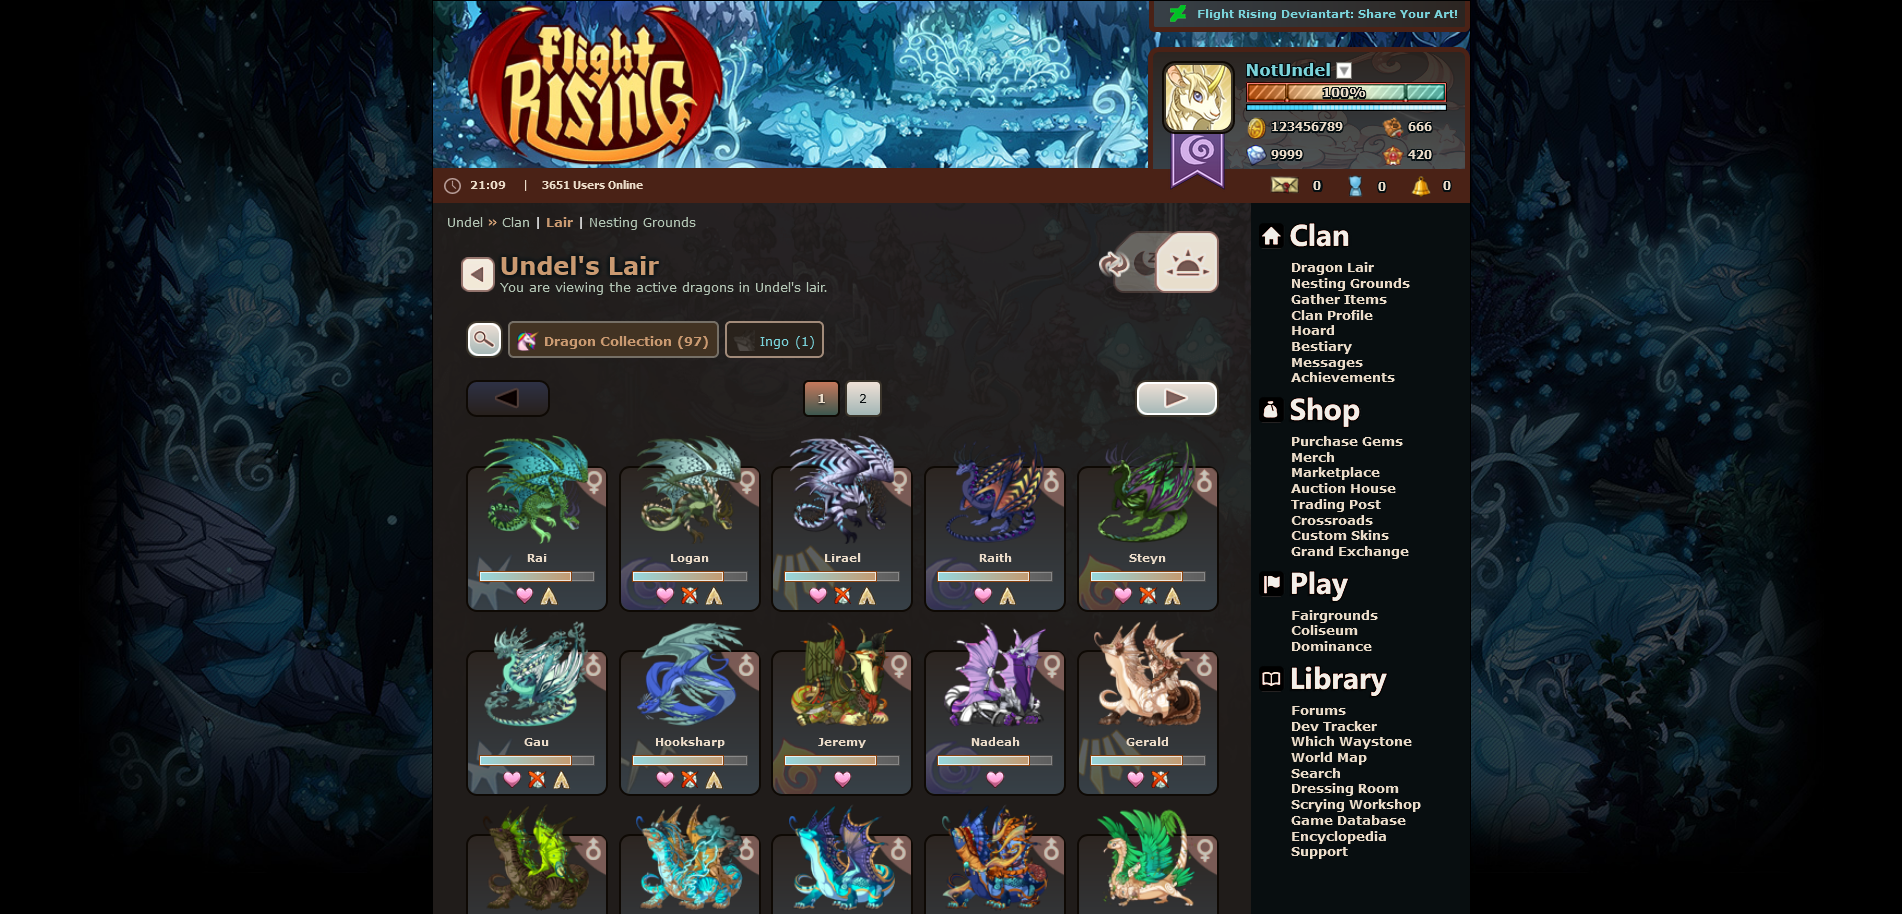 Flight Rising
Flight Rising Deviantart: Share Your Art!
NotUndel
100%
123456789 666
9999 420
21:09 | 3651 Users Online
0 0 0
Undel » Clan | Lair | Nesting Grounds
Undel's Lair
You are viewing the active dragons in Undel's lair.
Z
Dragon Collection (97) Ingo (1)
1 2
Rai Logan Lirael Raith Steyn
Gau Hooksharp Jeremy Nadeah Gerald
Clan
Dragon Lair
Nesting Grounds
Gather Items
Clan Profile
Hoard
Bestiary
Messages
Achievements
Shop
Purchase Gems
Merch
Marketplace
Auction House
Trading Post
Crossroads
Custom Skins
Grand Exchange
Play
Fairgrounds
Coliseum
Dominance
Library
Forums
Dev Tracker
Which Waystone
World Map
Search
Dressing Room
Scrying Workshop
Game Database
Encyclopedia
Support